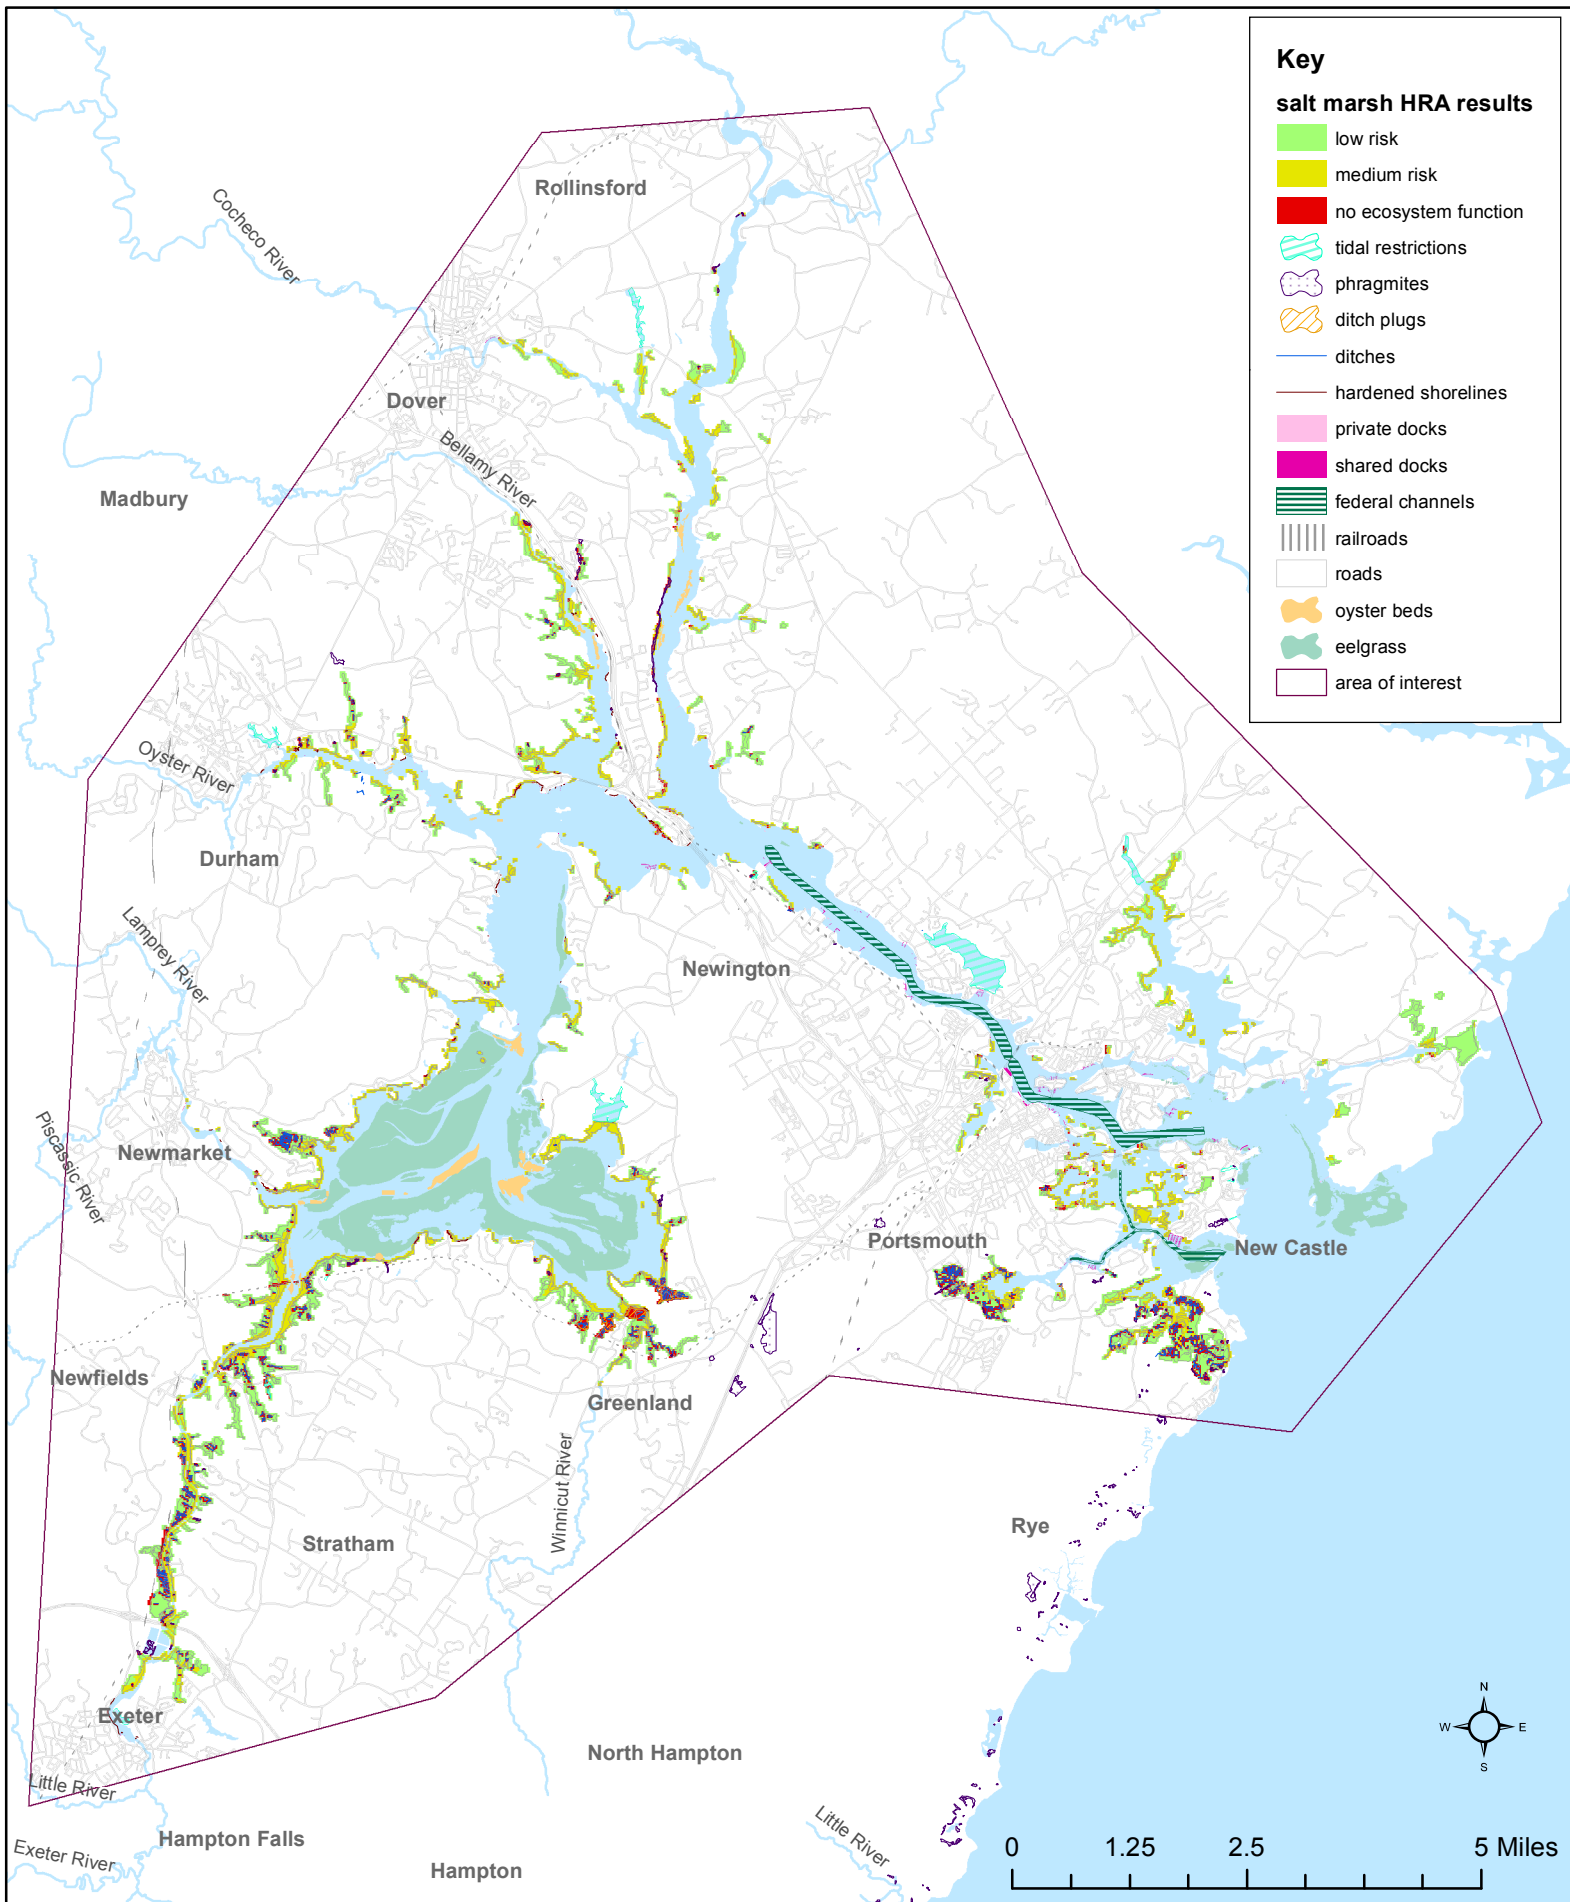 Key
salt marsh HRA results
low risk
medium risk
no ecosystem function
tidal restrictions
phragmites
ditch plugs
ditches
hardened shorelines
private docks
shared docks
federal channels
railroads
roads
oyster beds
eelgrass
area of interest
Rollinsford
Cocheco River
Dover
Bellamy River
Madbury
Oyster River
Durham
Lamprey River
Newington
Piscassic River
Newmarket
Portsmouth
New Castle
Newfields
Greenland
Winnicut River
Stratham
Rye
Exeter
North Hampton
Little River
Little River
Hampton Falls
Exeter River
Hampton
N
W
E
S
0 1.25 2.5 5 Miles